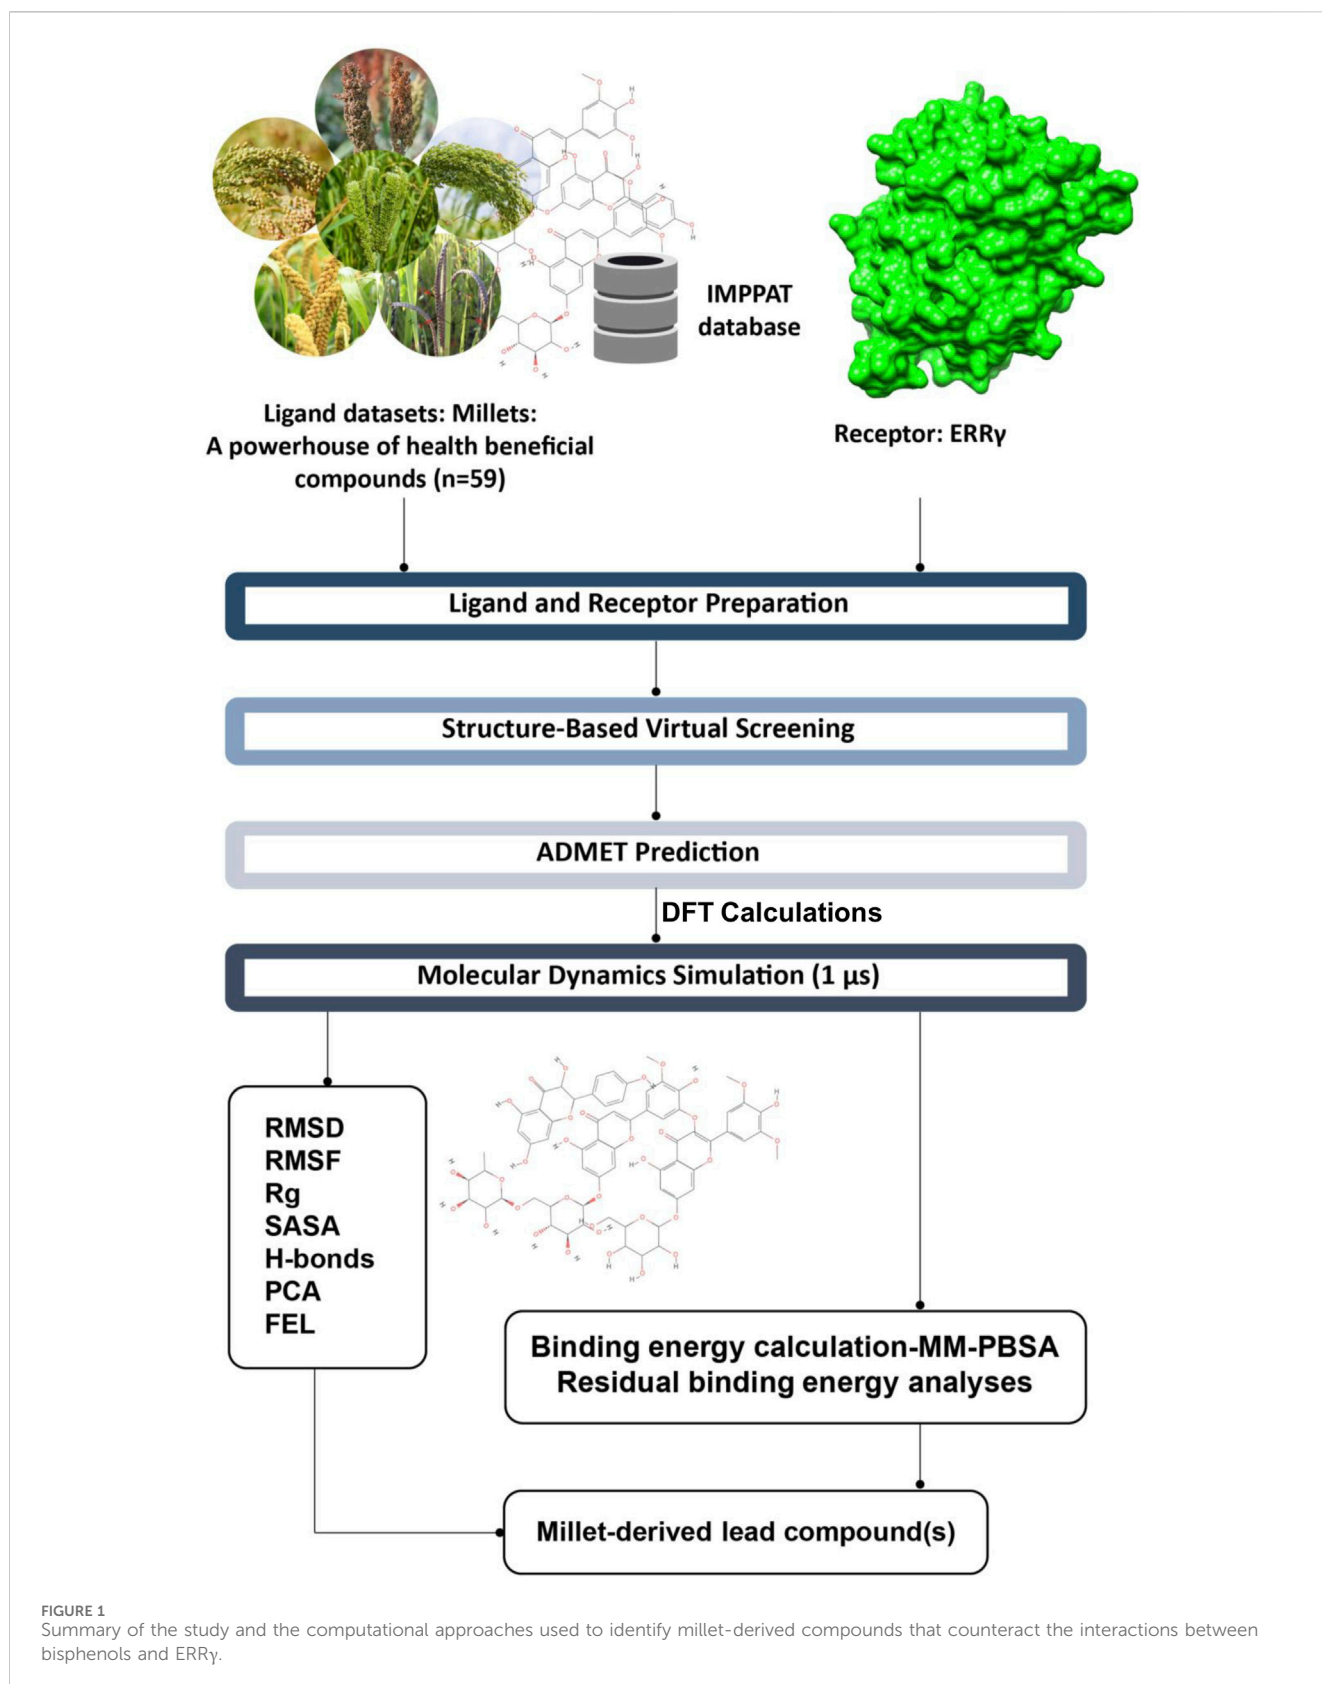 IMPPAT
database
Ligand datasets: Millets:
A powerhouse of health beneficial
compounds (n=59)
Receptor: ERRγ
Ligand and Receptor Preparation
Structure-Based Virtual Screening
ADMET Prediction
DFT Calculations
Molecular Dynamics Simulation (1 µs)
RMSD
RMSF
Rg
SASA
H-bonds
PCA
FEL
Binding energy calculation-MM-PBSA
Residual binding energy analyses
Millet-derived lead compound(s)
FIGURE 1
Summary of the study and the computational approaches used to identify millet-derived compounds that counteract the interactions between
bisphenols and ERRγ.